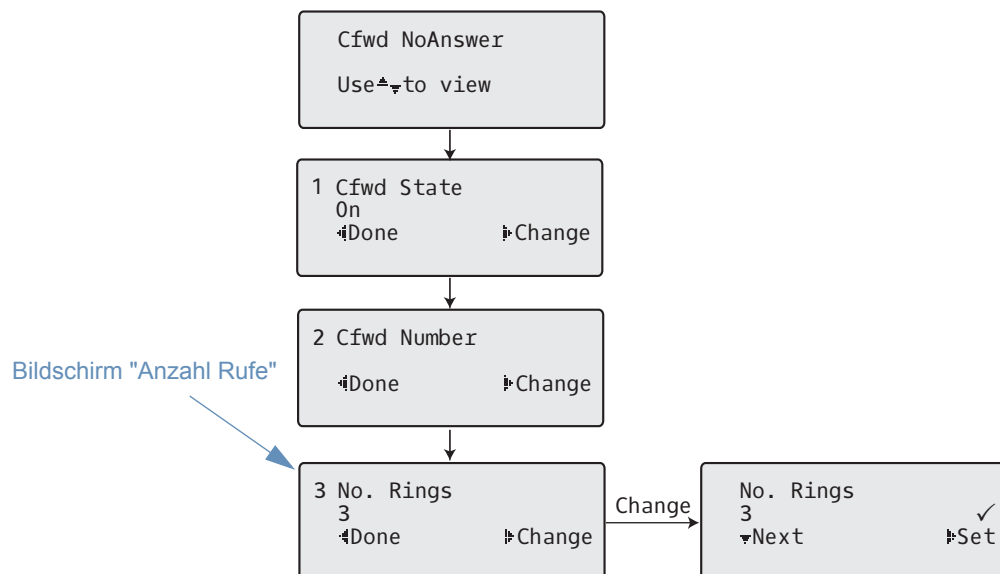 Cfwd NoAnswer
Use to view
1 Cfwd State
On
Done Change
2 Cfwd Number
Done Change
Bildschirm "Anzahl Rufe"
3 No. Rings
3
Done Change
Change
No. Rings
3 ✓
Next Set